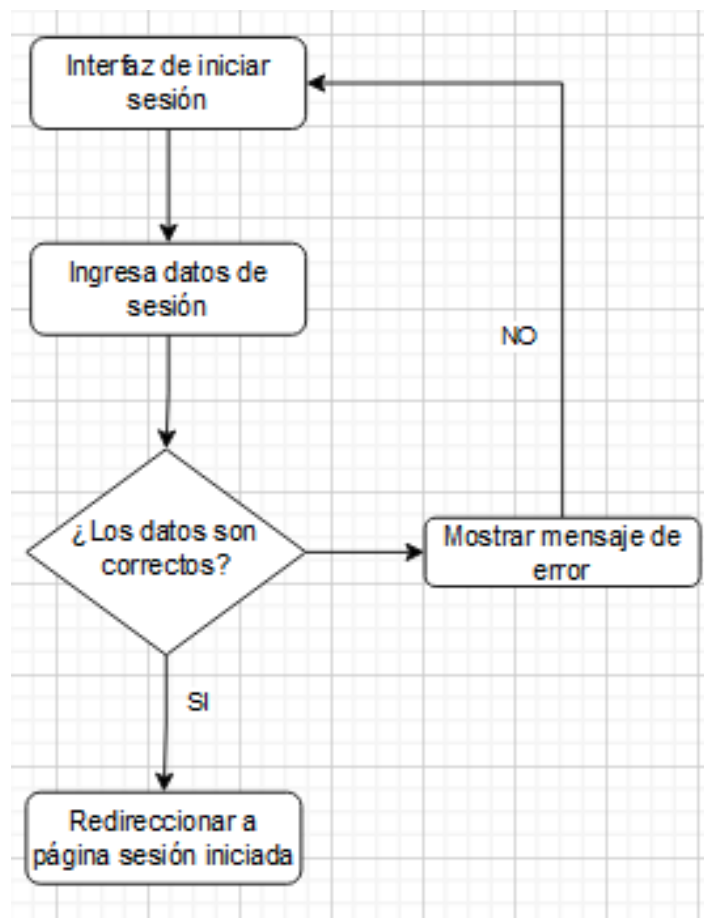 Interfaz de iniciar
sesión
Ingresa datos de
sesión
NO
¿Los datos son
correctos?
Mostrar mensaje de
error
SI
Redireccionar a
página sesión iniciada